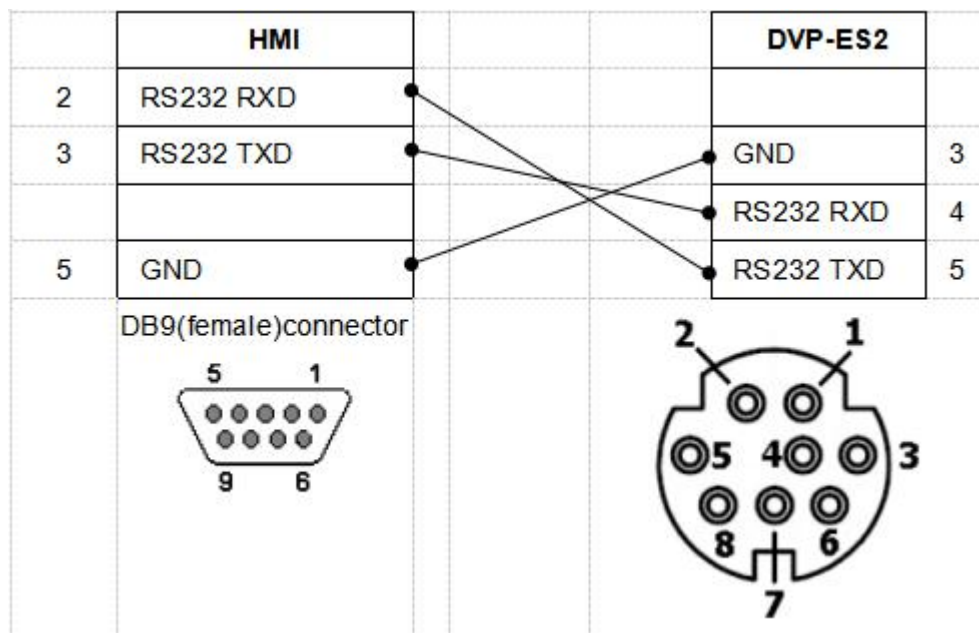 HMI DVP-ES2
2 RS232 RXD
3 RS232 TXD GND 3
RS232 RXD 4
5 GND RS232 TXD 5
DB9(female)connector
5 1
9 6
2 1
5 4 3
8 6
7